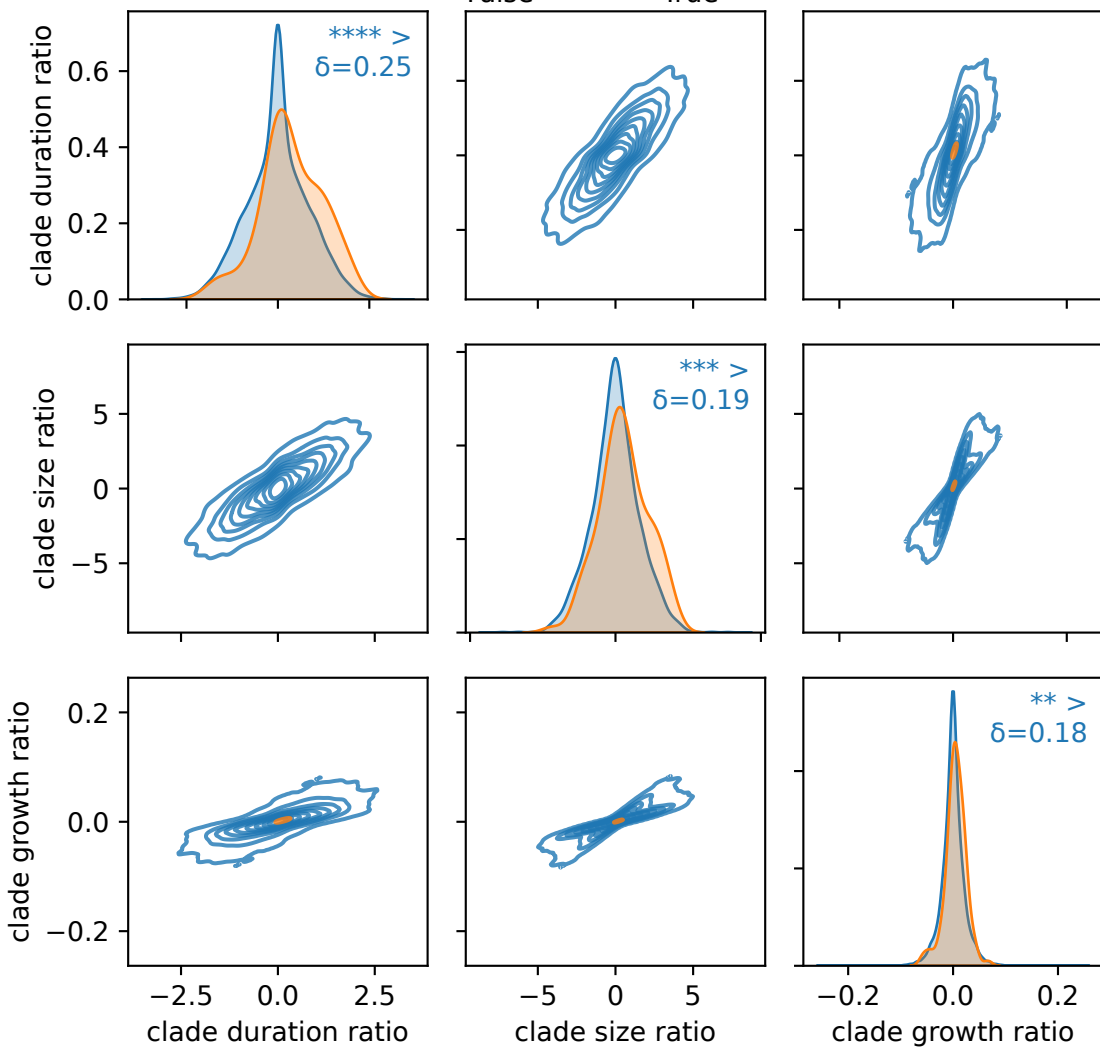 clade duration ratio
0.6
0.4
0.2
0.0
**** >
δ=0.25
clade size ratio
5
0
−5
*** >
δ=0.19
clade growth ratio
0.2
0.0
−0.2
** >
δ=0.18
−2.5 0.0 2.5
clade duration ratio
−5 0 5
clade size ratio
−0.2 0.0 0.2
clade growth ratio